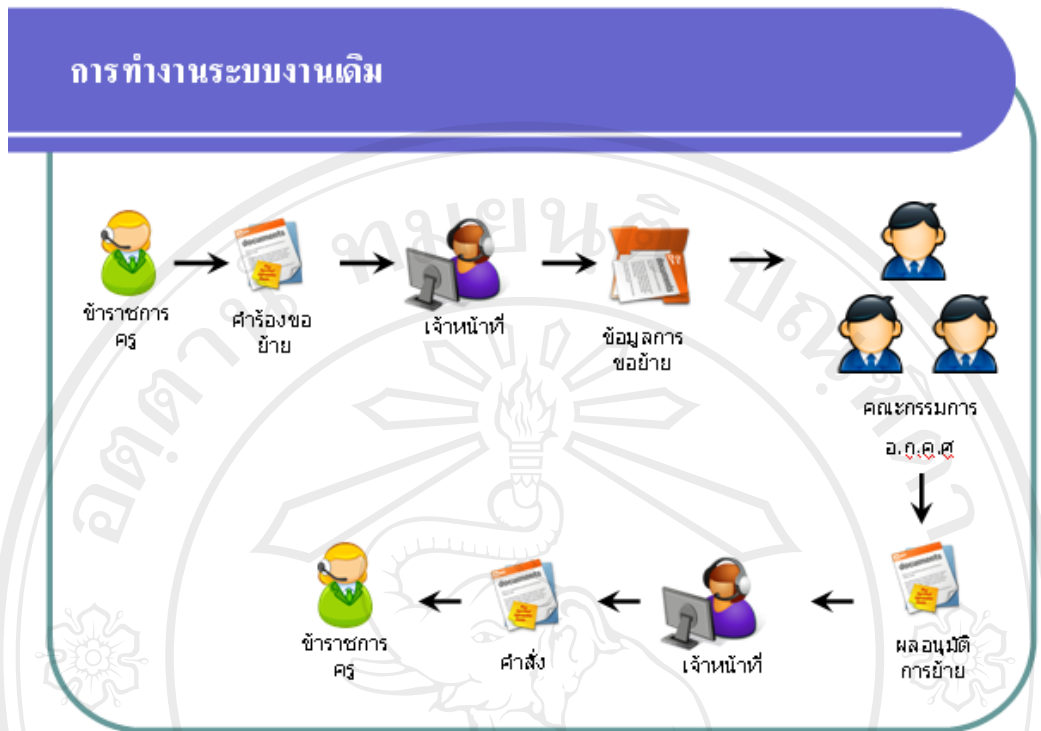 การทำงานระบบงานเดิม
ข้าราชการ
ครู
คำร้องขอ
ย้าย
เจ้าหน้าที่
ข้อมูลการ
ขอย้าย
คณะกรรมการ
อ.ก.ค.ศ
ข้าราชการ
ครู
คำสั่ง
เจ้าหน้าที่
ผลอนุมัติ
การย้าย
documents
documents
documents